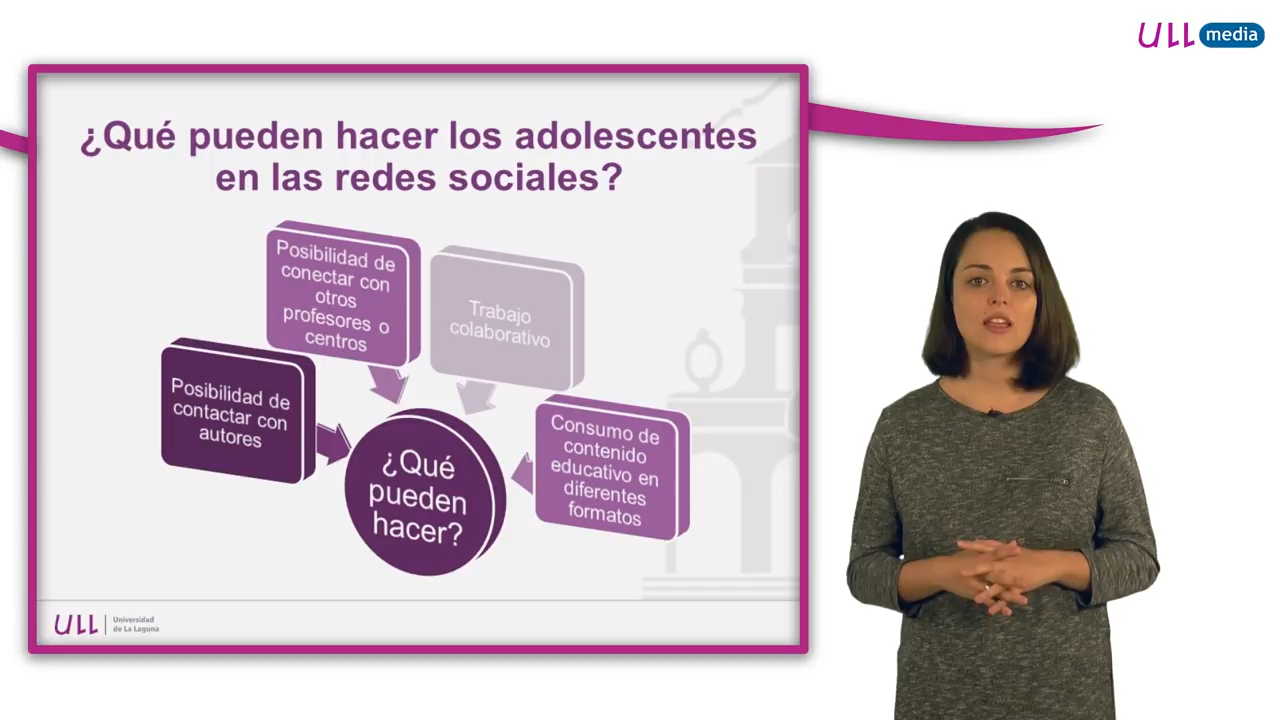 ULL media
¿Qué pueden hacer los adolescentes
en las redes sociales?
Posibilidad de
conectar con
otros
profesores o
centros
Trabajo
colaborativo
Posibilidad de
contactar con
autores
Consumo de
contenido
educativo en
diferentes
formatos
¿Qué
pueden
hacer?
ULL
Universidad
de La Laguna